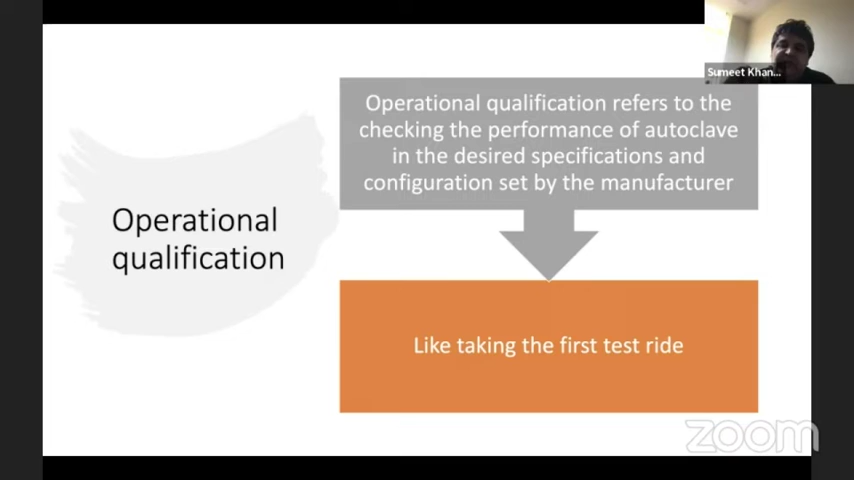 Sumeet Khan...
Operational qualification refers to the
checking the performance of autoclave
in the desired specifications and
configuration set by the manufacturer
Operational
qualification
Like taking the first test ride
zoom